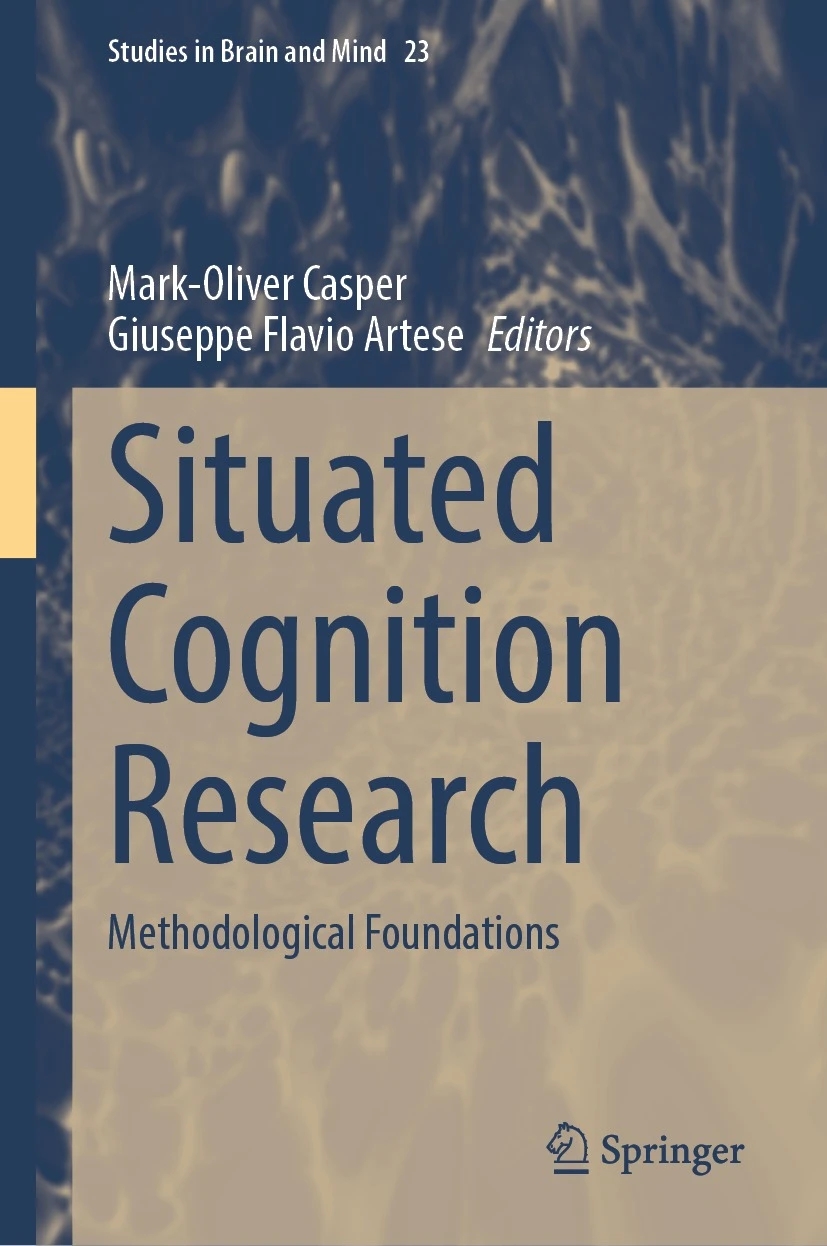 Studies in Brain and Mind 23
Mark-Oliver Casper
Giuseppe Flavio Artese Editors
Situated
Cognition
Research
Methodological Foundations
Springer